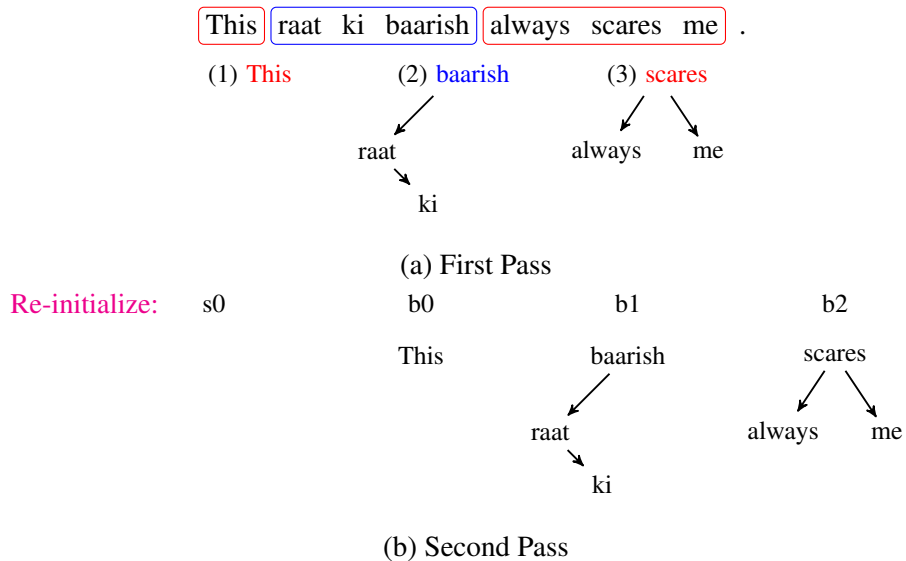 This raat ki baarish always scares me .
(1) This (2) baarish (3) scares
raat always me
ki
(a) First Pass
Re-initialize: s0 b0 b1 b2
This baarish scares
raat always me
ki
(b) Second Pass